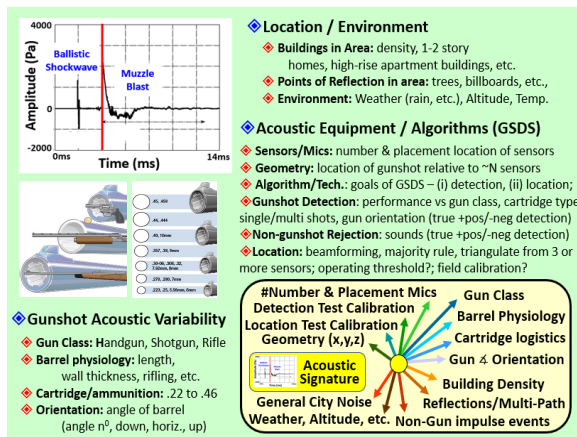 4000
Amplitude (Pa)
0
-2000
Ballistic
Shockwave
Muzzle
Blast
0ms
Time (ms)
14ms
.45, .454
.44, .444
.40, 10mm
.357, .38, 9mm
.30-06, .308, .32,
7.62mm, 8mm
.270, .280, 7mm
.223, .25, 5.56mm, 6mm
Gunshot Acoustic Variability
Gun Class: Handgun, Shotgun, Rifle
Barrel physiology: length,
wall thickness, rifling, etc.
Cartridge/ammunition: .22 to .46
Orientation: angle of barrel
(angle n⁰, down, horiz., up)
Location / Environment
Buildings in Area: density, 1-2 story
homes, high-rise apartment buildings, etc.
Points of Reflection in area: trees, billboards, etc.,
Environment: Weather (rain, etc.), Altitude, Temp.
Acoustic Equipment / Algorithms (GSDS)
Sensors/Mics: number & placement location of sensors
Geometry: location of gunshot relative to ~N sensors
Algorithm/Tech.: goals of GSDS – (i) detection, (ii) location;
Gunshot Detection: performance vs gun class, cartridge type
single/multi shots, gun orientation (true +pos/-neg detection)
Non-gunshot Rejection: sounds (true +pos/-neg detection)
Location: beamforming, majority rule, triangulate from 3 or
more sensors; operating threshold?; field calibration?
#Number & Placement Mics
Detection Test Calibration
Location Test Calibration
Geometry (x,y,z)
Acoustic
Signature
General City Noise
Weather, Altitude, etc.
Gun Class
Barrel Physiology
Cartridge logistics
Gun ∡ Orientation
Building Density
Reflections/Multi-Path
Non-Gun impulse events